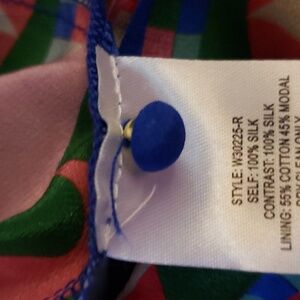 STYLE: W30225-R
SELF: 100% SILK
CONTRAST: 100% SILK
LINING: 55% COTTON 45% MODAL